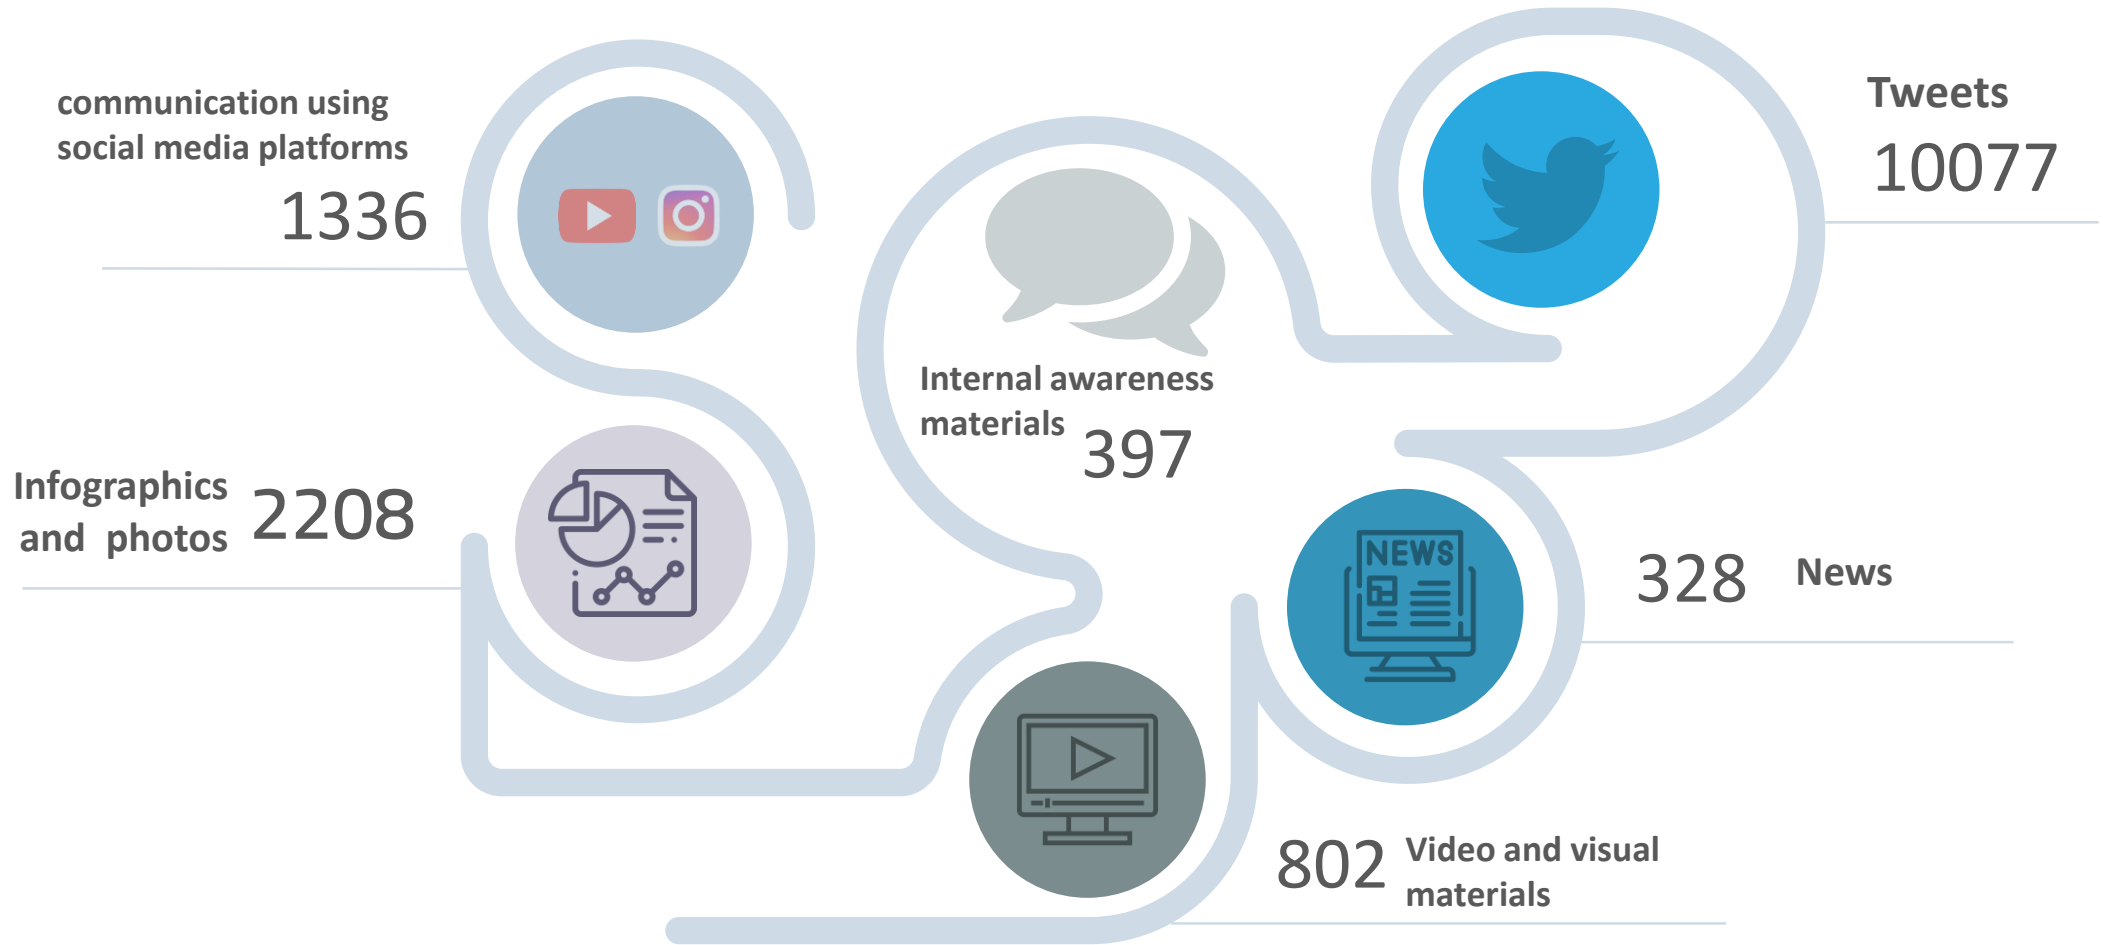 communication using
social media platforms
1336
Tweets
10077
Internal awareness
materials 397
Infographics
and photos 2208
NEWS
328 News
802 Video and visual
materials